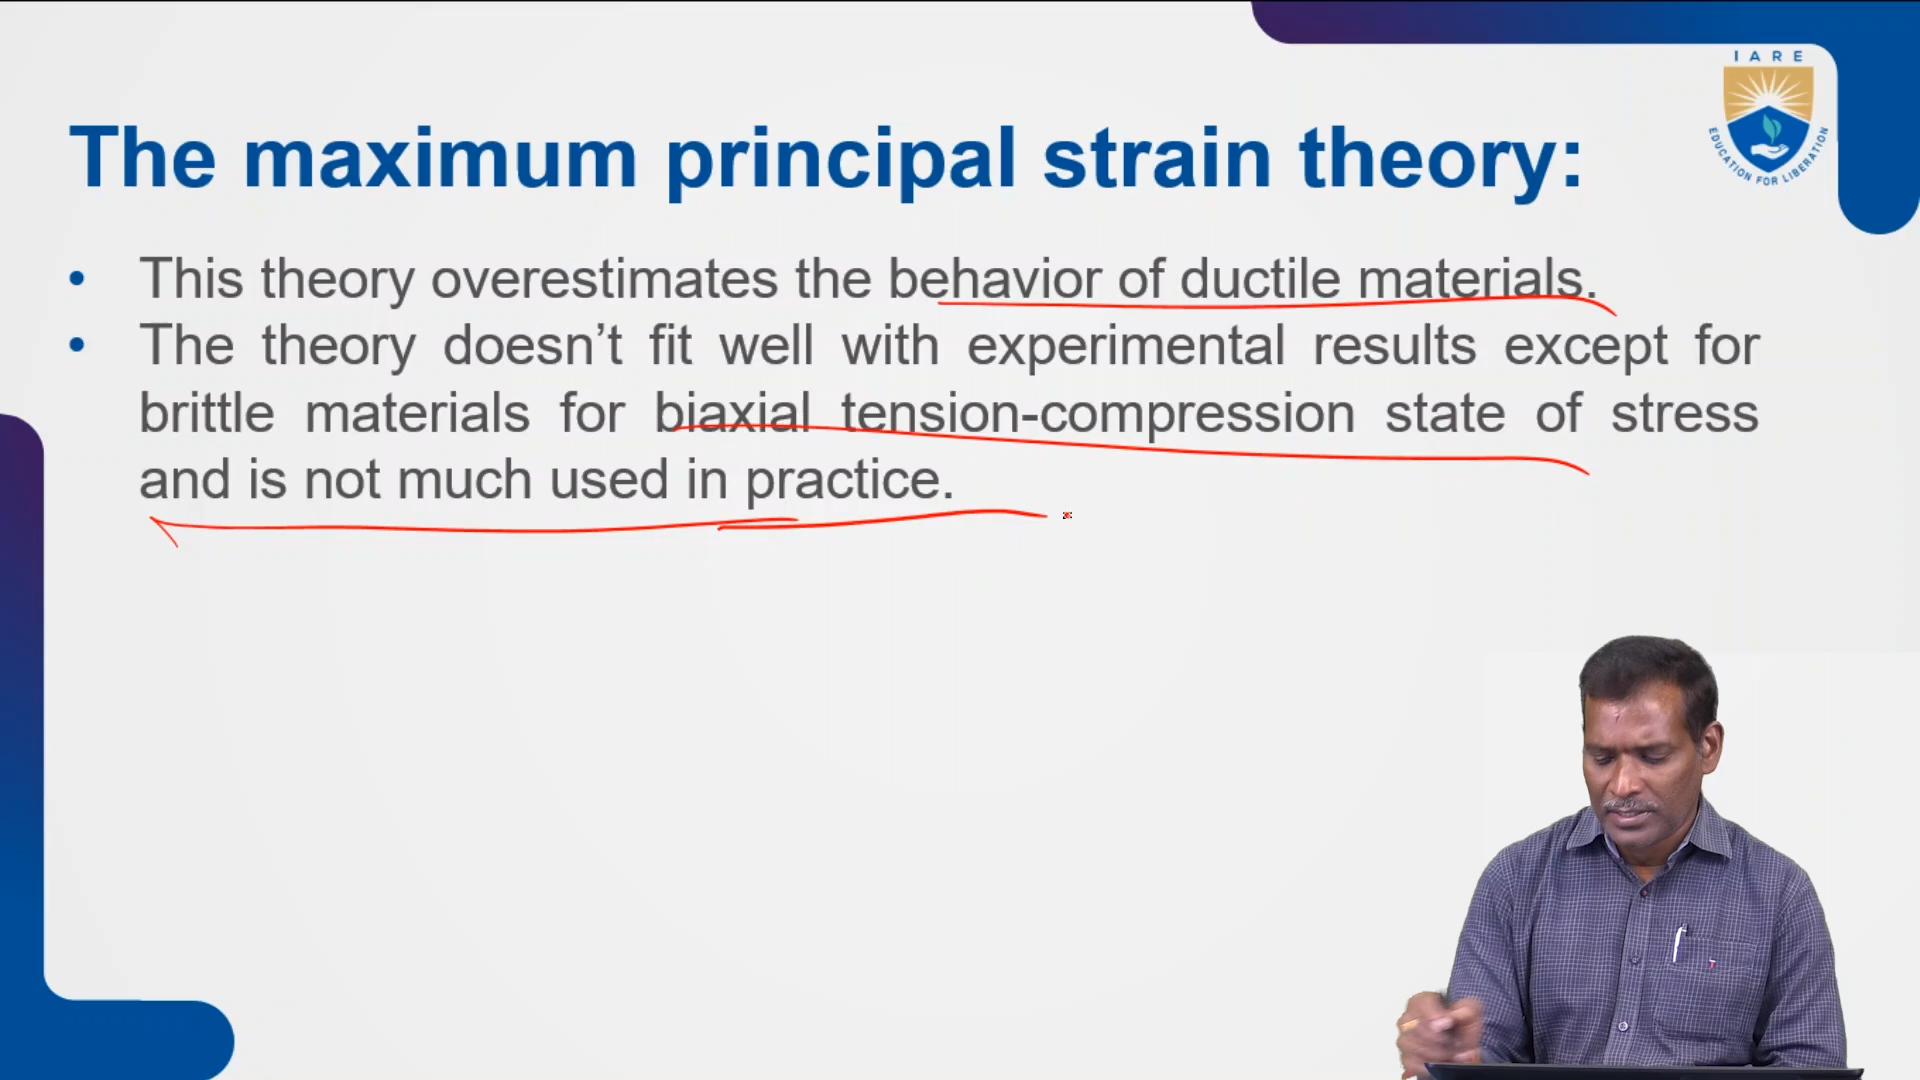 IARE
EDUCATION FOR LIBERATION
The maximum principal strain theory:
• This theory overestimates the behavior of ductile materials.
• The theory doesn’t fit well with experimental results except for
brittle materials for biaxial tension-compression state of stress
and is not much used in practice.